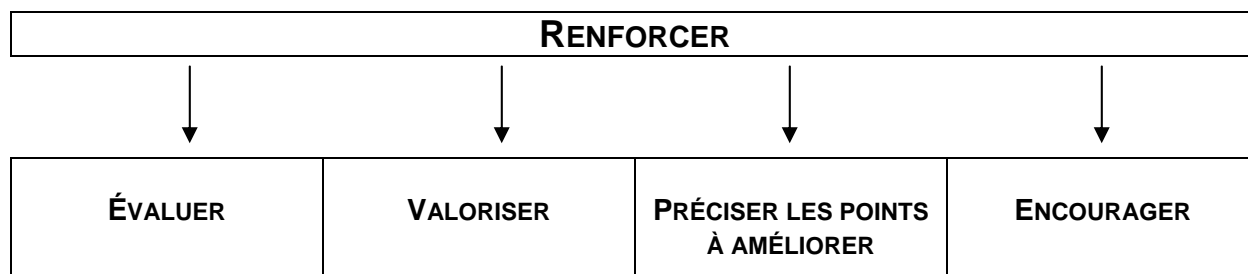 RENFORCER
ÉVALUER
VALORISER
PRÉCISER LES POINTS
À AMÉLIORER
ENCOURAGER